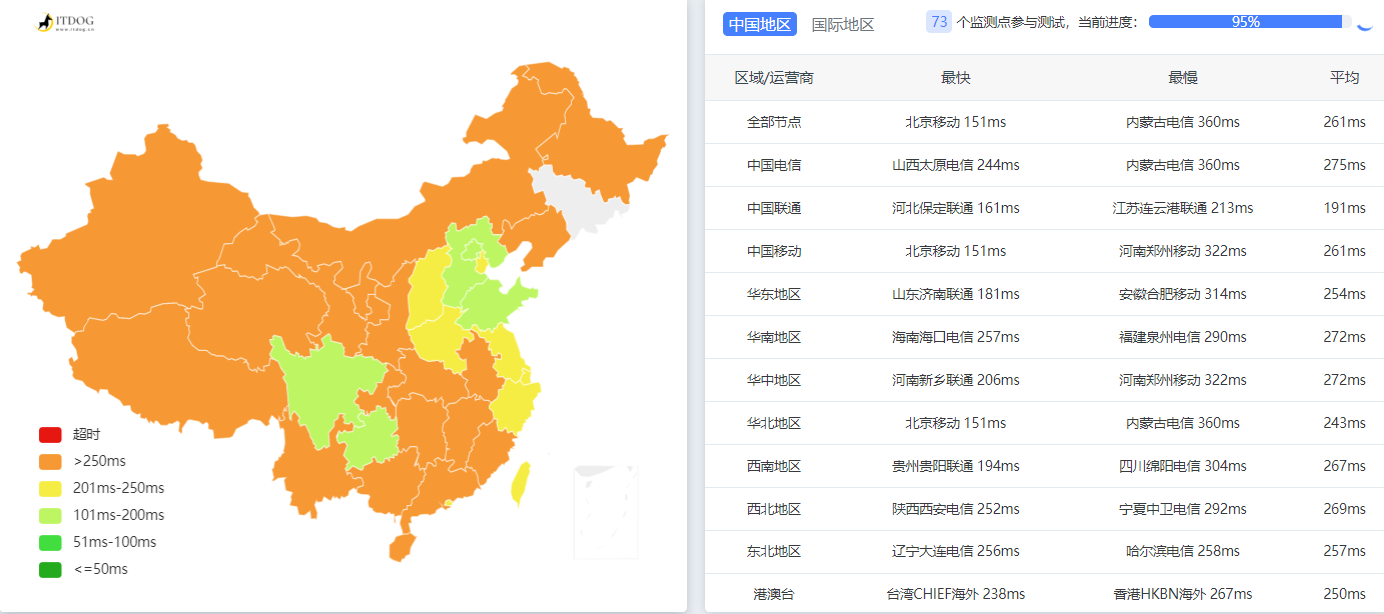 ITDOG
www.itdog.cn
超时
>250ms
201ms-250ms
101ms-200ms
51ms-100ms
<=50ms
中国地区 国际地区 73 个监测点参与测试，当前进度： 95%
区域/运营商 最快 最慢 平均
全部节点 北京移动 151ms 内蒙古电信 360ms 261ms
中国电信 山西太原电信 244ms 内蒙古电信 360ms 275ms
中国联通 河北保定联通 161ms 江苏连云港联通 213ms 191ms
中国移动 北京移动 151ms 河南郑州移动 322ms 261ms
华东地区 山东济南联通 181ms 安徽合肥移动 314ms 254ms
华南地区 海南海口电信 257ms 福建泉州电信 290ms 272ms
华中地区 河南新乡联通 206ms 河南郑州移动 322ms 272ms
华北地区 北京移动 151ms 内蒙古电信 360ms 243ms
西南地区 贵州贵阳联通 194ms 四川绵阳电信 304ms 267ms
西北地区 陕西西安电信 252ms 宁夏中卫电信 292ms 269ms
东北地区 辽宁大连电信 256ms 哈尔滨电信 258ms 257ms
港澳台 台湾CHIEF海外 238ms 香港HKBN海外 267ms 250ms